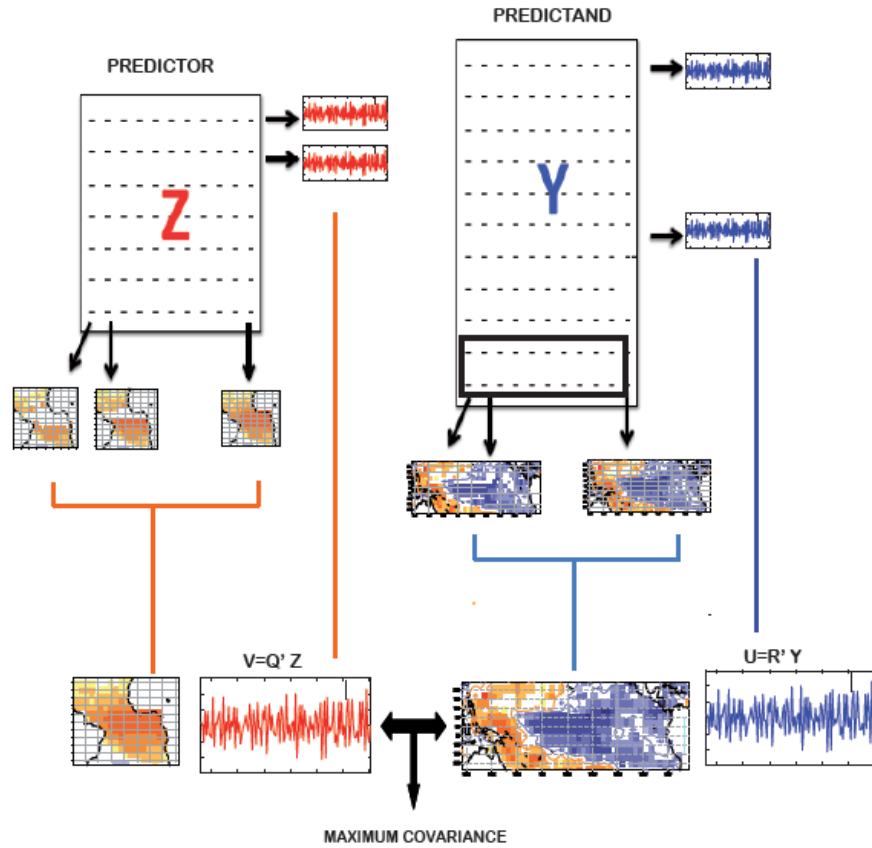 PREDICTAND
PREDICTOR
Z
Y
V=Q' Z
U=R' Y
MAXIMUM COVARIANCE